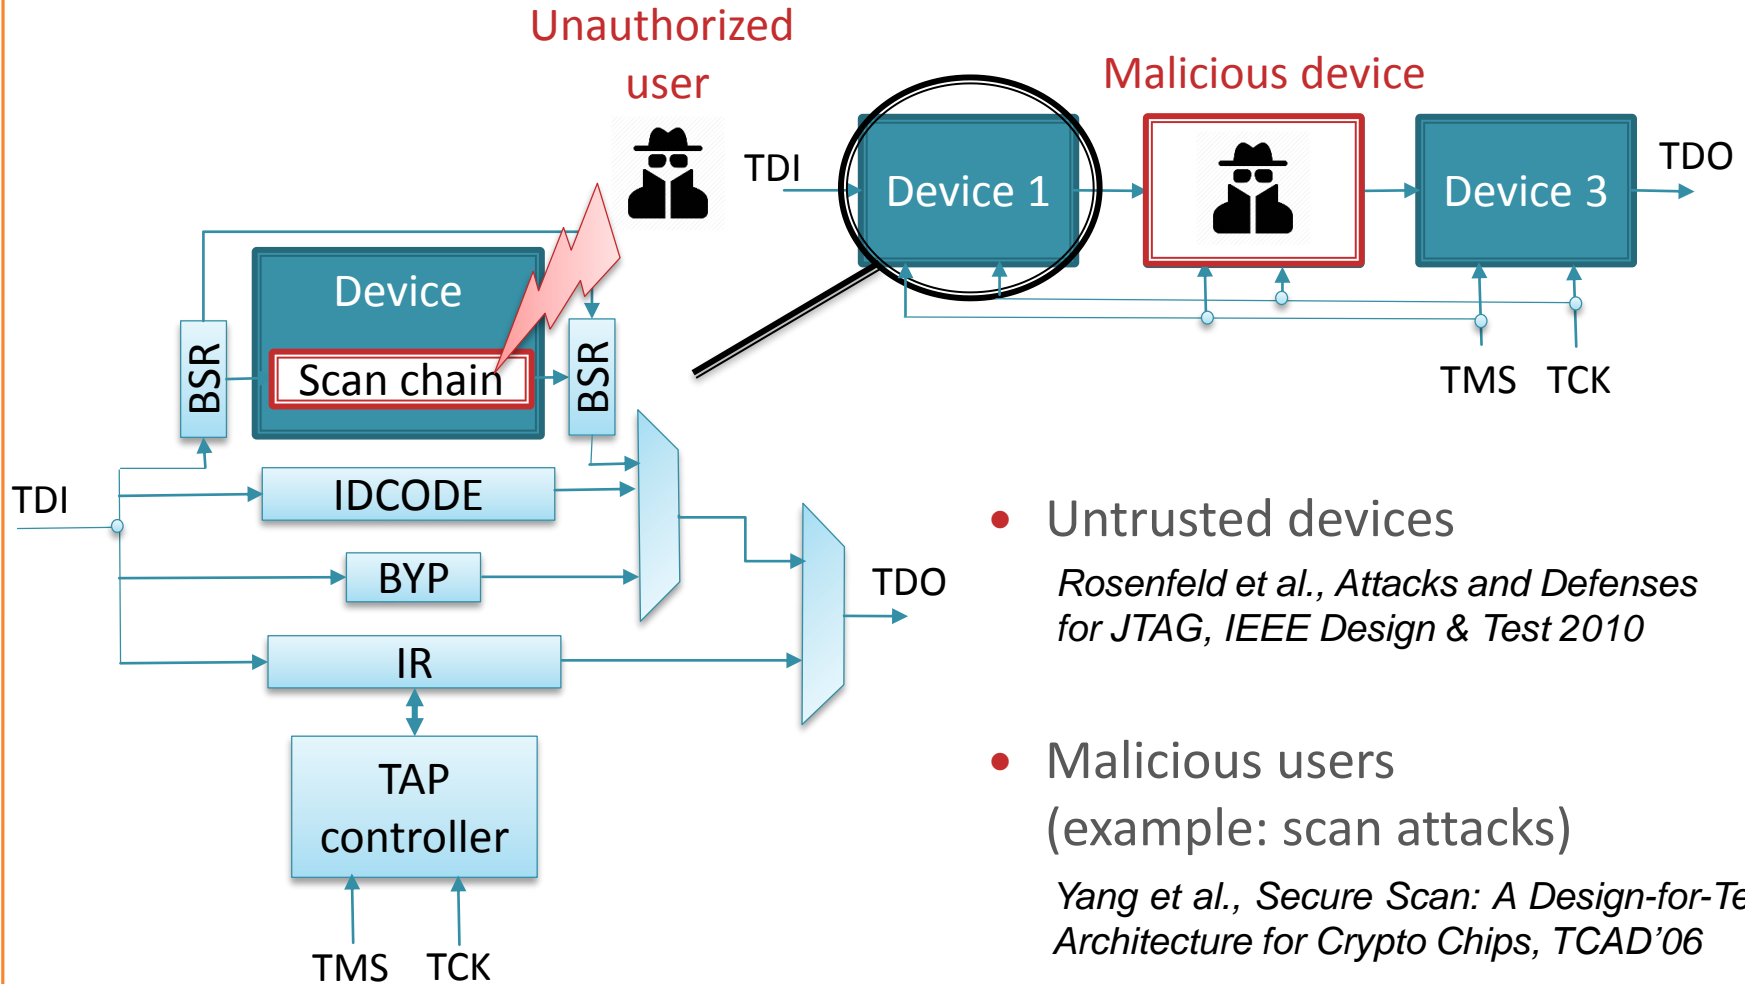 Unauthorized
user
Malicious device
TDI
Device 1
Device 3
TDO
TMS TCK
Device
Scan chain
BSR
BSR
TDI
IDCODE
BYP
IR
TDO
TAP
controller
TMS TCK
• Untrusted devices
Rosenfeld et al., Attacks and Defenses
for JTAG, IEEE Design & Test 2010
• Malicious users
(example: scan attacks)
Yang et al., Secure Scan: A Design-for-Te
Architecture for Crypto Chips, TCAD’06